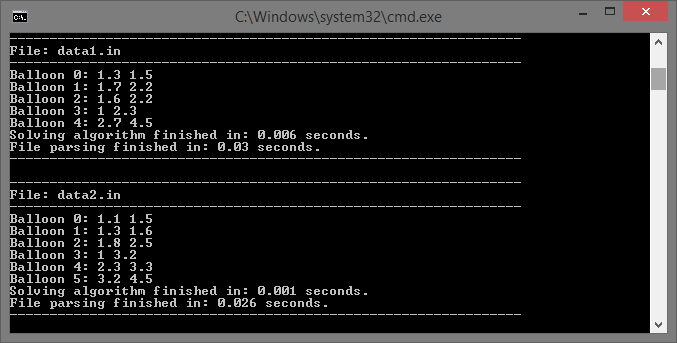 C:\Windows\system32\cmd.exe
----------------------------------------------------------------
File: data1.in
----------------------------------------------------------------
Balloon 0: 1.3 1.5
Balloon 1: 1.7 2.2
Balloon 2: 1.6 2.2
Balloon 3: 1 2.3
Balloon 4: 2.7 4.5
Solving algorithm finished in: 0.006 seconds.
File parsing finished in: 0.03 seconds.
----------------------------------------------------------------
----------------------------------------------------------------
File: data2.in
----------------------------------------------------------------
Balloon 0: 1.1 1.5
Balloon 1: 1.3 1.6
Balloon 2: 1.8 2.5
Balloon 3: 1 3.2
Balloon 4: 2.3 3.3
Balloon 5: 3.2 4.5
Solving algorithm finished in: 0.001 seconds.
File parsing finished in: 0.026 seconds.
----------------------------------------------------------------